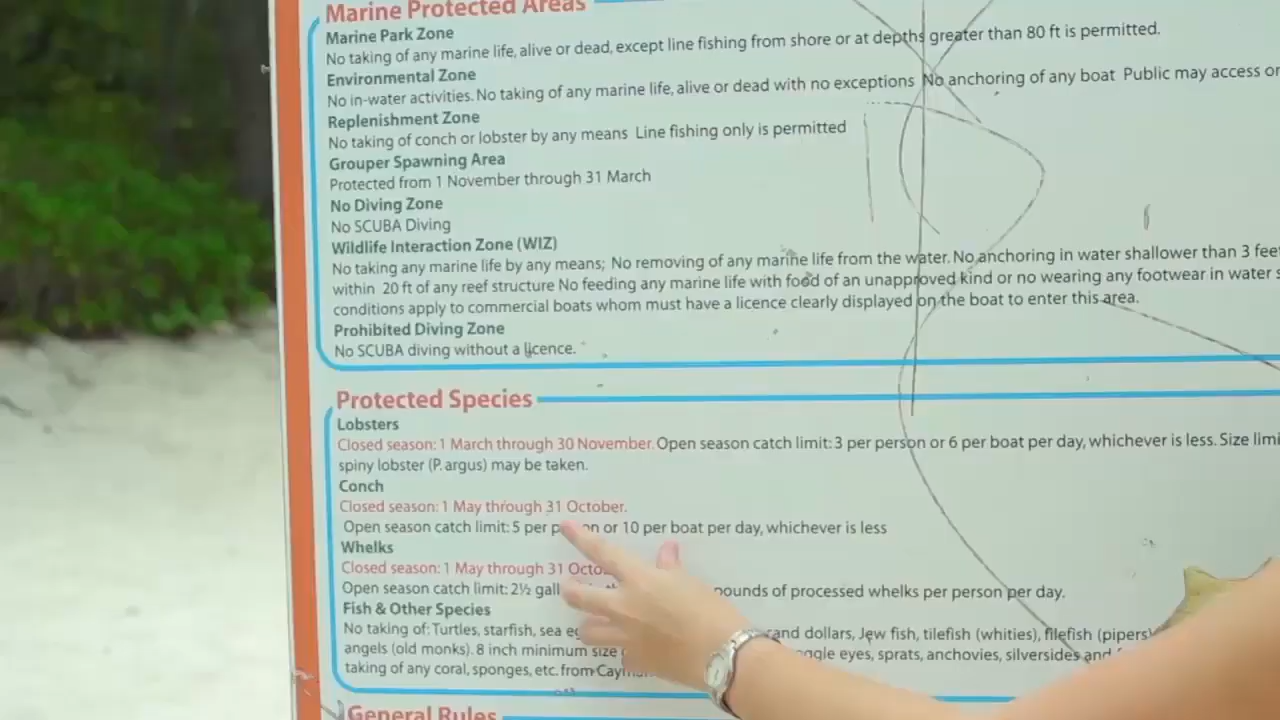 Marine Protected Areas
Marine Park Zone
No taking of any marine life, alive or dead, except line fishing from shore or at depths greater than 80 ft is permitted.
Environmental Zone
No in-water activities. No taking of any marine life, alive or dead with no exceptions No anchoring of any boat Public may access
Replenishment Zone
No taking of conch or lobster by any means Line fishing only is permitted
Grouper Spawning Area
Protected from 1 November through 31 March
No Diving Zone
No SCUBA Diving
Wildlife Interaction Zone (WIZ)
No taking any marine life by any means; No removing of any marine life from the water. No anchoring in water shallower than 3
within 20 ft of any reef structure No feeding any marine life with food of an unapproved kind or no wearing any footwear in water
conditions apply to commercial boats whom must have a licence clearly displayed on the boat to enter this area.
Prohibited Diving Zone
No SCUBA diving without a licence.
Protected Species
Lobsters
Closed season: 1 March through 30 November. Open season catch limit: 3 per person or 6 per boat per day, whichever is less. Size
spiny lobster (P. argus) may be taken.
Conch
Closed season: 1 May through 31 October.
Open season catch limit: 5 per person or 10 per boat per day, whichever is less
Whelks
Closed season: 1 May through 31
Open season catch limit: 2½ pounds of processed whelks per person per day.
Fish & Other Species
No taking of: Turtles, starfish, sea dollars, Jew fish, tilefish (whities), filefish (pipers)
angels (old monks). 8 inch minimum size eyes, sprats, anchovies, silversides and
taking of any coral, sponges, etc. from
General Rules